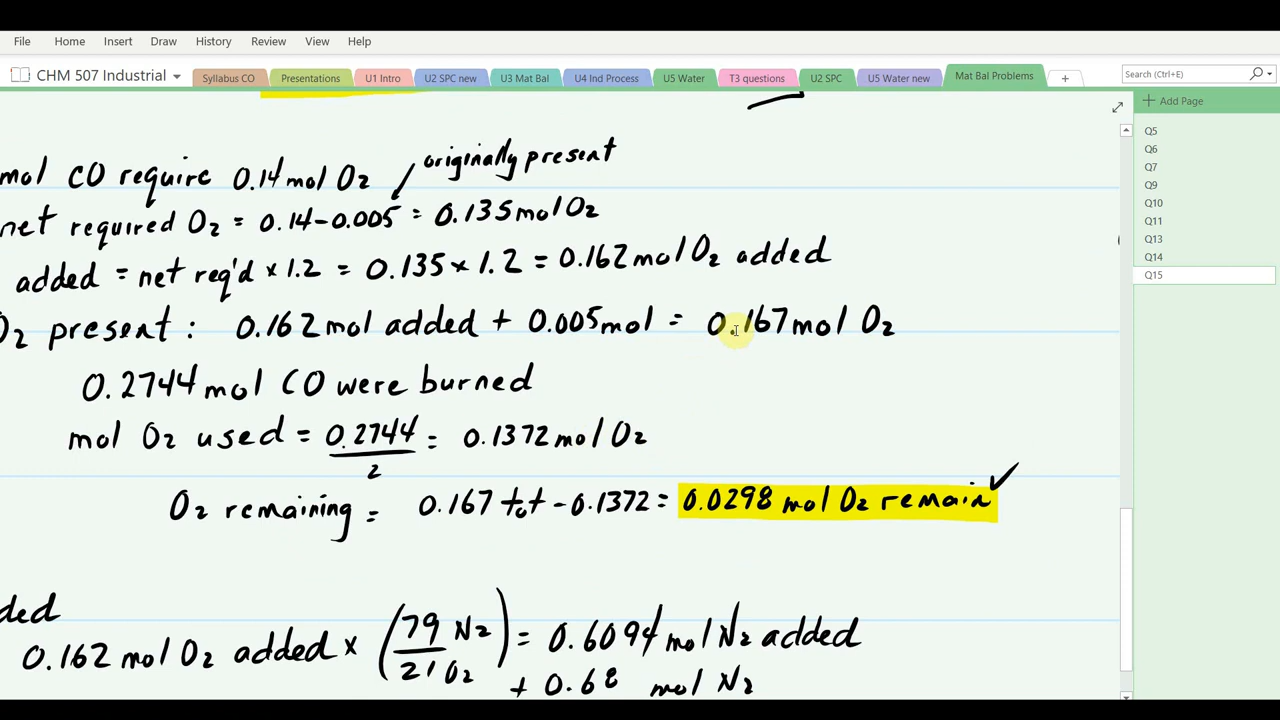 File Home Insert Draw History Review View Help
CHM 507 Industrial Syllabus CO Presentations U1 Intro U2 SPC new U3 Mat Bal U4 Ind Process U5 Water T3 questions U2 SPC U5 Water new Mat Bal Problems + Search (Ctrl+E)
Add Page
Q5
Q6
Q7
Q9
Q10
Q11
Q13
Q14
Q15
originally present
mol CO require 0.14 mol O₂
net required O₂ = 0.14 - 0.005 = 0.135 mol O₂
added = net req'd × 1.2 = 0.135 × 1.2 = 0.162 mol O₂ added
O₂ present : 0.162 mol added + 0.005 mol = 0.167 mol O₂
0.2744 mol CO were burned
mol O₂ used = 0.2744 = 0.1372 mol O₂
2
O₂ remaining = 0.167 tot - 0.1372 = 0.0298 mol O₂ remain ✓
ded
0.162 mol O₂ added × (79 N₂ / 21 O₂) = 0.6094 mol N₂ added
+ 0.68 mol N₂